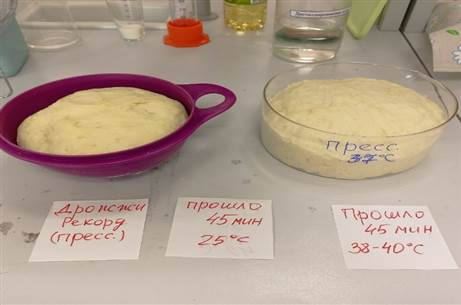 пресс.
37°С
Дрожжи
Рекорд
(пресс.)
прошло
45 мин
25°С
Прошло
45 мин
38-40°С